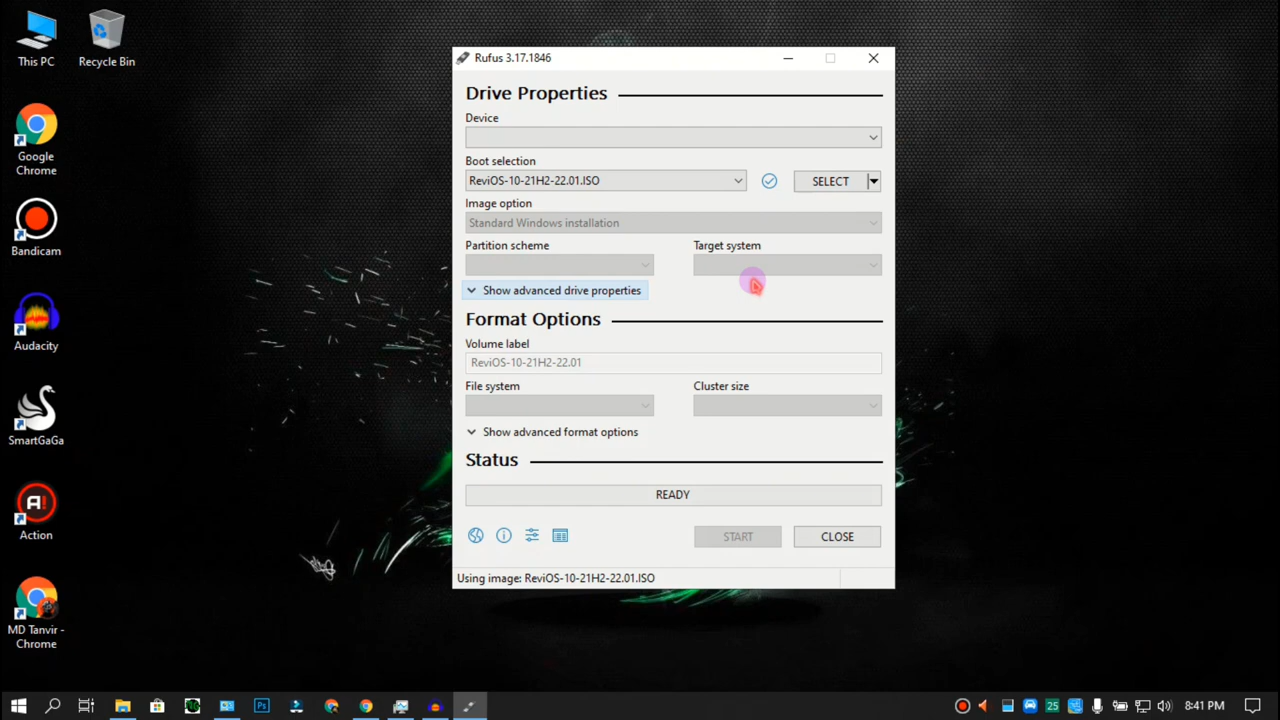 This PC
Recycle Bin
Google
Chrome
Bandicam
Audacity
SmartGaGa
Action
MD Tanvir -
Chrome
Rufus 3.17.1846
Drive Properties
Device
Boot selection
ReviOS-10-21H2-22.01.ISO
SELECT
Image option
Standard Windows installation
Partition scheme
Target system
Show advanced drive properties
Format Options
Volume label
ReviOS-10-21H2-22.01
File system
Cluster size
Show advanced format options
Status
READY
START
CLOSE
Using image: ReviOS-10-21H2-22.01.ISO
Ps
25
8:41 PM